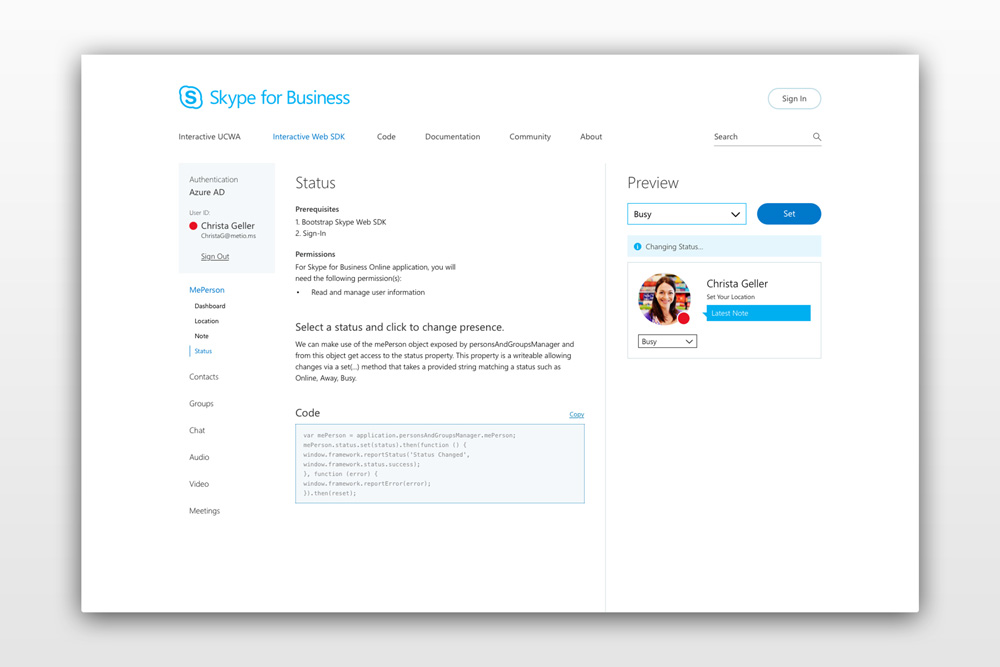 Skype for Business
Sign In
Interactive UCWA
Interactive Web SDK
Code
Documentation
Community
About
Search
Authentication
Azure AD
User ID
Christa Geller
ChristaG@metio.ms
Sign Out
MePerson
Dashboard
Location
Note
Status
Contacts
Groups
Chat
Audio
Video
Meetings
Status
Prerequisites
1. Bootstrap Skype Web SDK
2. Sign-In
Permissions
For Skype for Business Online application, you will
need the following permission(s):
• Read and manage user information
Select a status and click to change presence.
We can make use of the mePerson object exposed by personsAndGroupsManager and
from this object get access to the status property. This property is a writeable allowing
changes via a set(...) method that takes a provided string matching a status such as
Online, Away, Busy.
Code
Copy
var mePerson = application.personsAndGroupsManager.mePerson;
mePerson.status.set(status).then(function () {
window.framework.reportStatus('Status Changed',
window.framework.status.success);
}, function (error) {
window.framework.reportError(error);
}).then(reset);
Preview
Busy
Set
Changing Status...
Christa Geller
Set Your Location
Latest Note
Busy